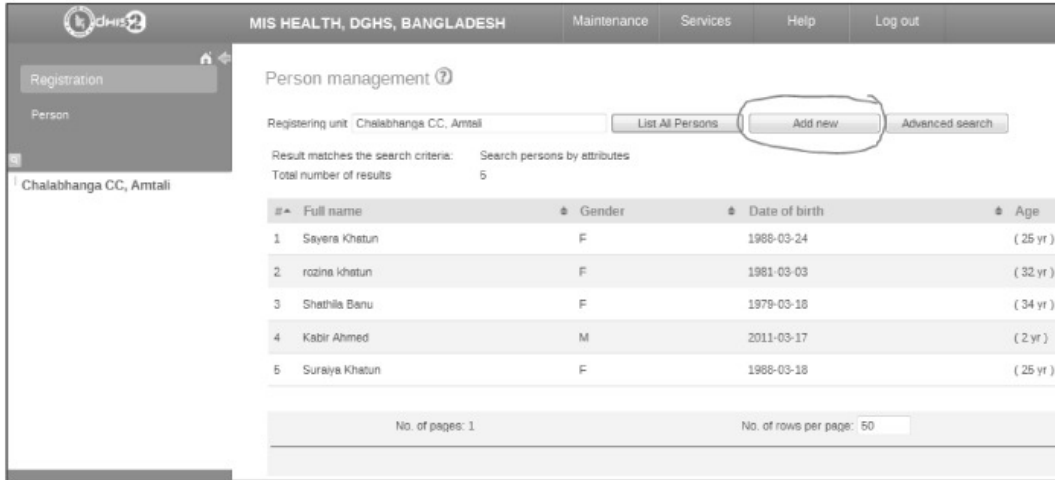 dhis2 MIS HEALTH, DGHS, BANGLADESH Maintenance Services Help Log out
Registration
Person
Chalabhanga CC, Amtali
Person management ?
Registering unit Chalabhanga CC, Amtali List All Persons Add new Advanced search
Result matches the search criteria: Search persons by attributes
Total number of results 5
# Full name Gender Date of birth Age
1 Sayera Khatun F 1988-03-24 ( 25 yr )
2 rozina khatun F 1981-03-03 ( 32 yr )
3 Shathila Banu F 1979-03-18 ( 34 yr )
4 Kabir Ahmed M 2011-03-17 ( 2 yr )
5 Suraiya Khatun F 1988-03-18 ( 25 yr )
No. of pages: 1 No. of rows per page: 50